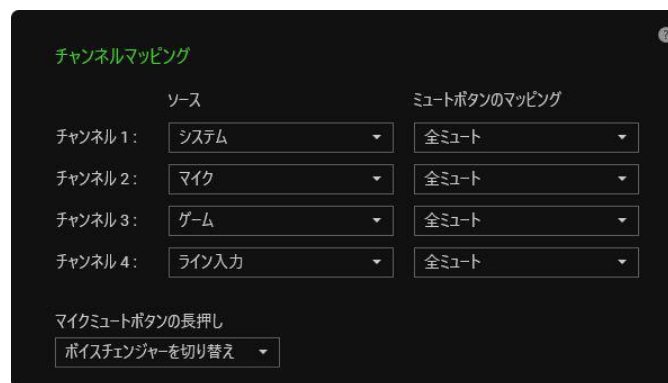 チャンネルマッピング
ソース ミュートボタンのマッピング
チャンネル 1 : システム 全ミュート
チャンネル 2 : マイク 全ミュート
チャンネル 3 : ゲーム 全ミュート
チャンネル 4 : ライン入力 全ミュート
マイクミュートボタンの長押し
ボイスチェンジャーを切り替え